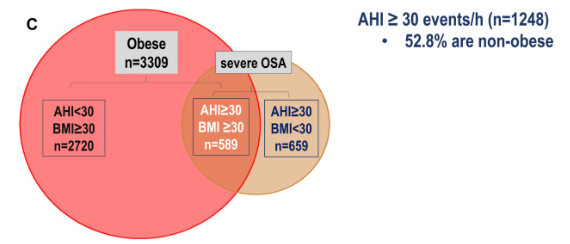 C
Obese
n=3309
severe OSA
AHI<30
BMI≥30
n=2720
AHI≥30
BMI ≥30
n=589
AHI≥30
BMI<30
n=659
AHI ≥ 30 events/h (n=1248)
• 52.8% are non-obese